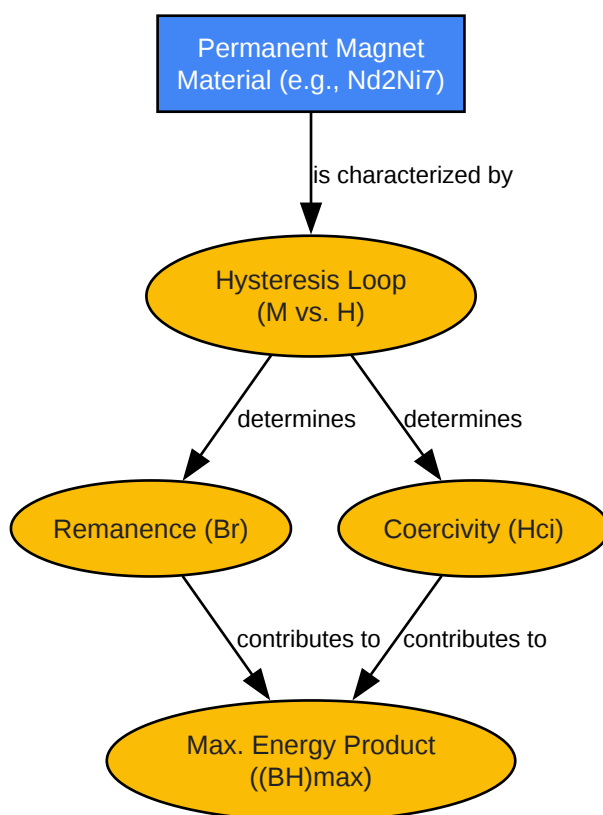 Permanent Magnet
Material (e.g., Nd2Ni7)
is characterized by
Hysteresis Loop
(M vs. H)
determines
determines
Remanence (Br)
Coercivity (Hci)
contributes to
contributes to
Max. Energy Product
((BH)max)